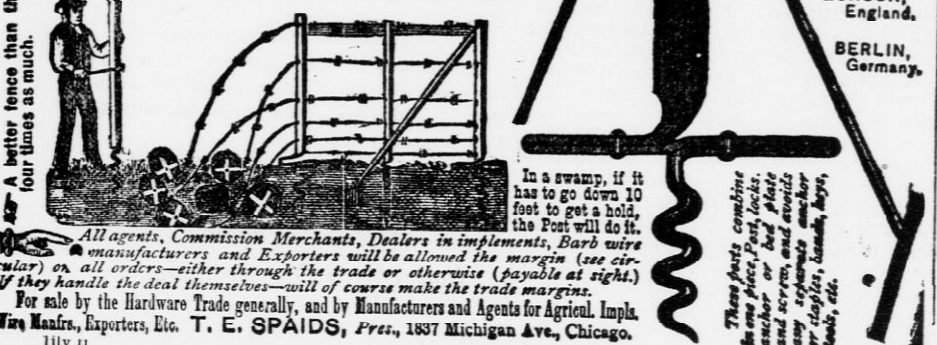 A better fence than th
four times as much.
England.
BERLIN,
Germany.
In a swamp, if it
has to go down 10
feet to get a hold,
the Post will do it.
These posts combine
in one piece, Post, locks,
anchor or bed plate
and screw, and avoids
any separate anchor
or staples, bands, keys,
tools, etc.
All agents, Commission Merchants, Dealers in implements, Barb wire
manufacturers and Exporters will be allowed the margin (see cir-
cular) on all orders—either through the trade or otherwise (payable at sight.)
If they handle the deal themselves—will of course make the trade margins.
For sale by the Hardware Trade generally, and by Manufacturers and Agents for Agricul. Impls.
Wire Manfrs., Exporters, Etc. T. E. SPAIDS, Pres., 1837 Michigan Ave., Chicago.